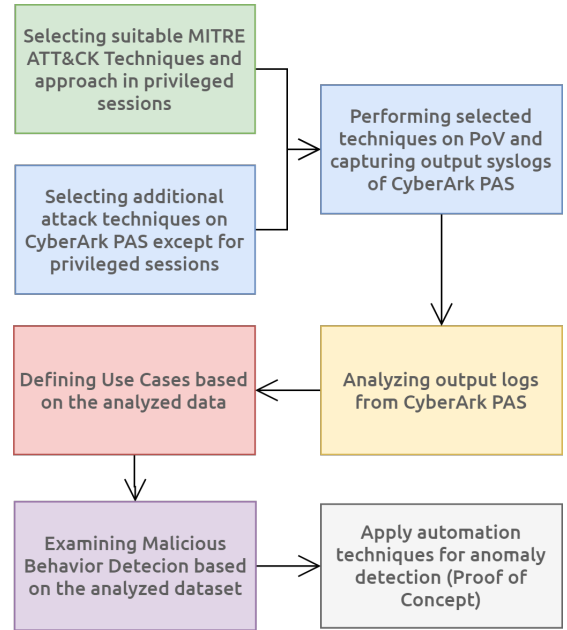 Selecting suitable MITRE
ATT&CK Techniques and
approach in privileged
sessions
Selecting additional
attack techniques on
CyberArk PAS except for
privileged sessions
Performing selected
techniques on PoV and
capturing output syslogs
of CyberArk PAS
Analyzing output logs
from CyberArk PAS
Defining Use Cases based
on the analyzed data
Examining Malicious
Behavior Detecion based
on the analyzed dataset
Apply automation
techniques for anomaly
detection (Proof of
Concept)